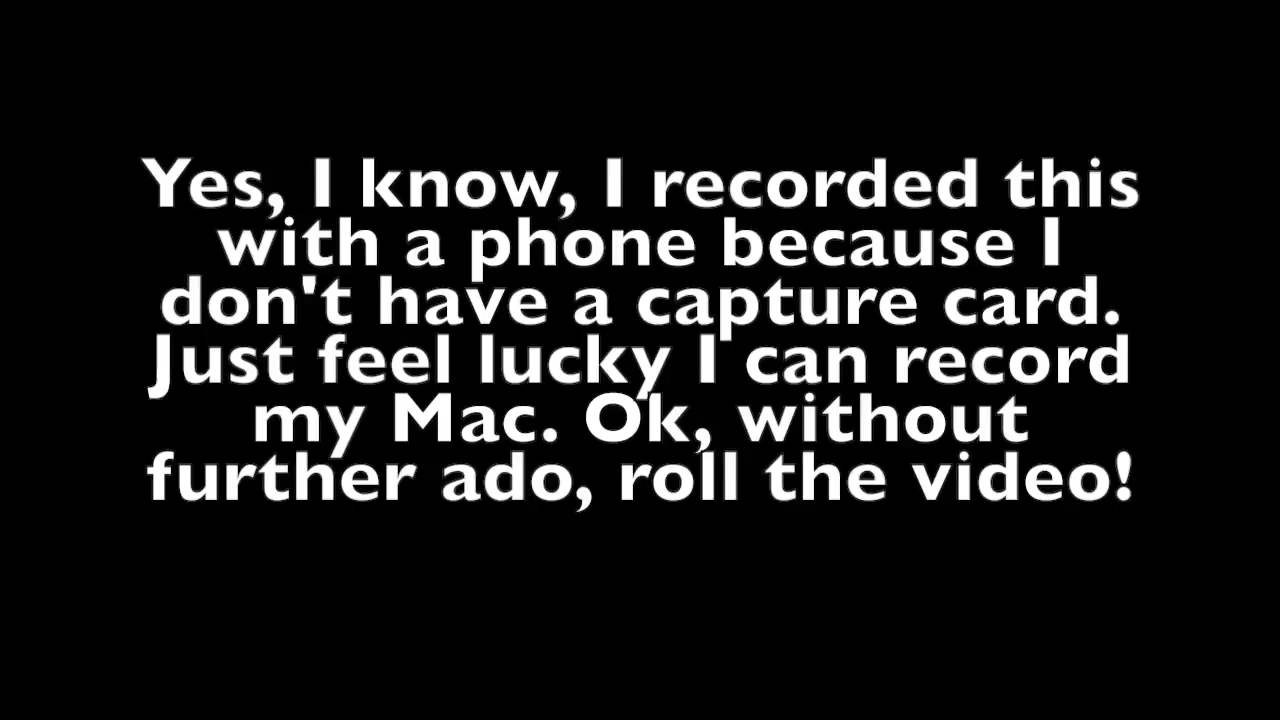 Yes, I know, I recorded this
with a phone because I
don't have a capture card.
Just feel lucky I can record
my Mac. Ok, without
further ado, roll the video!